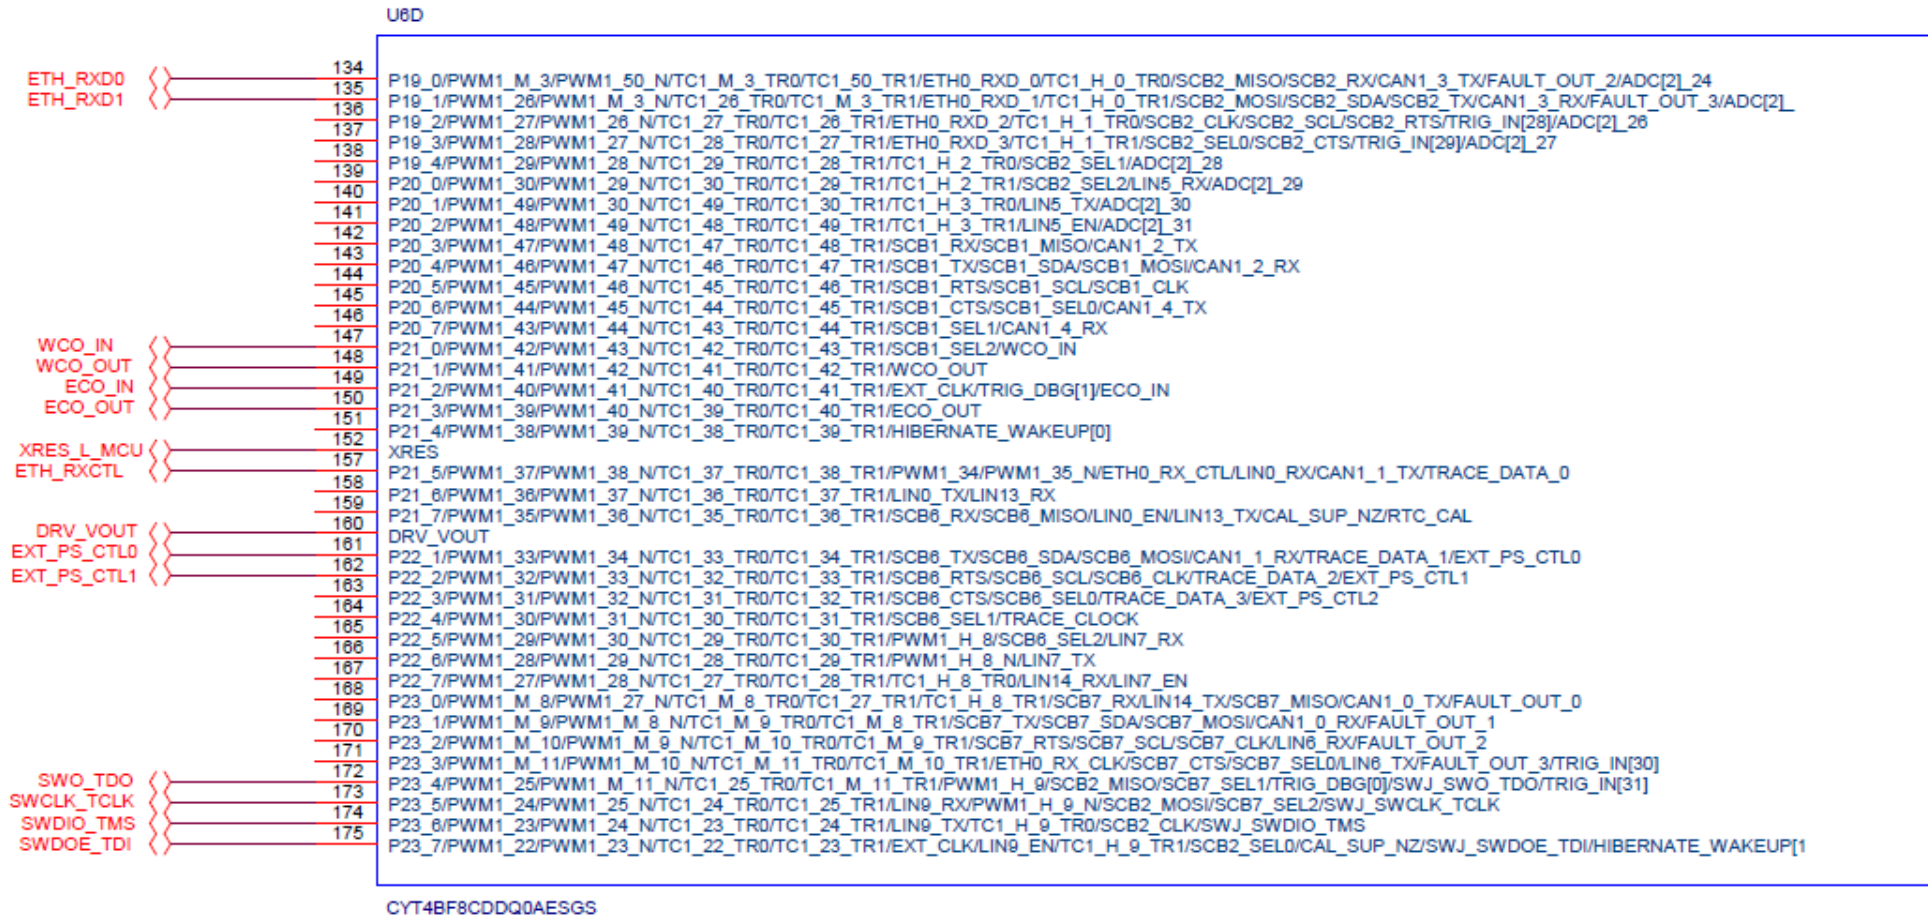 U6D
ETH_RXD0 134 P19_0/PWM1_M_3/PWM1_50_N/TC1_M_3_TR0/TC1_50_TR1/ETH0_RXD_0/TC1_H_0_TR0/SCB2_MISO/SCB2_RX/CAN1_3_TX/FAULT_OUT_2/ADC[2]_24
ETH_RXD1 135 P19_1/PWM1_26/PWM1_M_3_N/TC1_26_TR0/TC1_M_3_TR1/ETH0_RXD_1/TC1_H_0_TR1/SCB2_MOSI/SCB2_SDA/SCB2_TX/CAN1_3_RX/FAULT_OUT_3/ADC[2]_
136 P19_2/PWM1_27/PWM1_26_N/TC1_27_TR0/TC1_26_TR1/ETH0_RXD_2/TC1_H_1_TR0/SCB2_CLK/SCB2_SCL/SCB2_RTS/TRIG_IN[28]/ADC[2]_26
137 P19_3/PWM1_28/PWM1_27_N/TC1_28_TR0/TC1_27_TR1/ETH0_RXD_3/TC1_H_1_TR1/SCB2_SEL0/SCB2_CTS/TRIG_IN[29]/ADC[2]_27
138 P19_4/PWM1_29/PWM1_28_N/TC1_29_TR0/TC1_28_TR1/TC1_H_2_TR0/SCB2_SEL1/ADC[2]_28
139 P20_0/PWM1_30/PWM1_29_N/TC1_30_TR0/TC1_29_TR1/TC1_H_2_TR1/SCB2_SEL2/LIN5_RX/ADC[2]_29
140 P20_1/PWM1_49/PWM1_30_N/TC1_49_TR0/TC1_30_TR1/TC1_H_3_TR0/LIN5_TX/ADC[2]_30
141 P20_2/PWM1_48/PWM1_49_N/TC1_48_TR0/TC1_49_TR1/TC1_H_3_TR1/LIN5_EN/ADC[2]_31
142 P20_3/PWM1_47/PWM1_48_N/TC1_47_TR0/TC1_48_TR1/SCB1_RX/SCB1_MISO/CAN1_2_TX
143 P20_4/PWM1_46/PWM1_47_N/TC1_46_TR0/TC1_47_TR1/SCB1_TX/SCB1_SDA/SCB1_MOSI/CAN1_2_RX
144 P20_5/PWM1_45/PWM1_46_N/TC1_45_TR0/TC1_46_TR1/SCB1_RTS/SCB1_SCL/SCB1_CLK
145 P20_6/PWM1_44/PWM1_45_N/TC1_44_TR0/TC1_45_TR1/SCB1_CTS/SCB1_SEL0/CAN1_4_TX
146 P20_7/PWM1_43/PWM1_44_N/TC1_43_TR0/TC1_44_TR1/SCB1_SEL1/CAN1_4_RX
WCO_IN 147 P21_0/PWM1_42/PWM1_43_N/TC1_42_TR0/TC1_43_TR1/SCB1_SEL2/WCO_IN
WCO_OUT 148 P21_1/PWM1_41/PWM1_42_N/TC1_41_TR0/TC1_42_TR1/WCO_OUT
ECO_IN 149 P21_2/PWM1_40/PWM1_41_N/TC1_40_TR0/TC1_41_TR1/EXT_CLK/TRIG_DBG[1]/ECO_IN
ECO_OUT 150 P21_3/PWM1_39/PWM1_40_N/TC1_39_TR0/TC1_40_TR1/ECO_OUT
151 P21_4/PWM1_38/PWM1_39_N/TC1_38_TR0/TC1_39_TR1/HIBERNATE_WAKEUP[0]
XRES_L_MCU 152 XRES
ETH_RXCTL 157 P21_5/PWM1_37/PWM1_38_N/TC1_37_TR0/TC1_38_TR1/PWM1_34/PWM1_35_N/ETH0_RX_CTL/LIN0_RX/CAN1_1_TX/TRACE_DATA_0
158 P21_6/PWM1_36/PWM1_37_N/TC1_36_TR0/TC1_37_TR1/LIN0_TX/LIN13_RX
159 P21_7/PWM1_35/PWM1_36_N/TC1_35_TR0/TC1_36_TR1/SCB6_RX/SCB6_MISO/LIN0_EN/LIN13_TX/CAL_SUP_NZ/RTC_CAL
DRV_VOUT 160 DRV_VOUT
EXT_PS_CTL0 161 P22_1/PWM1_33/PWM1_34_N/TC1_33_TR0/TC1_34_TR1/SCB6_TX/SCB6_SDA/SCB6_MOSI/CAN1_1_RX/TRACE_DATA_1/EXT_PS_CTL0
EXT_PS_CTL1 162 P22_2/PWM1_32/PWM1_33_N/TC1_32_TR0/TC1_33_TR1/SCB6_RTS/SCB6_SCL/SCB6_CLK/TRACE_DATA_2/EXT_PS_CTL1
163 P22_3/PWM1_31/PWM1_32_N/TC1_31_TR0/TC1_32_TR1/SCB6_CTS/SCB6_SEL0/TRACE_DATA_3/EXT_PS_CTL2
164 P22_4/PWM1_30/PWM1_31_N/TC1_30_TR0/TC1_31_TR1/SCB6_SEL1/TRACE_CLOCK
165 P22_5/PWM1_29/PWM1_30_N/TC1_29_TR0/TC1_30_TR1/PWM1_H_8/SCB6_SEL2/LIN7_RX
166 P22_6/PWM1_28/PWM1_29_N/TC1_28_TR0/TC1_29_TR1/PWM1_H_8_N/LIN7_TX
167 P22_7/PWM1_27/PWM1_28_N/TC1_27_TR0/TC1_28_TR1/TC1_H_8_TR0/LIN14_RX/LIN7_EN
168 P23_0/PWM1_M_8/PWM1_27_N/TC1_M_8_TR0/TC1_27_TR1/TC1_H_8_TR1/SCB7_RX/LIN14_TX/SCB7_MISO/CAN1_0_TX/FAULT_OUT_0
169 P23_1/PWM1_M_9/PWM1_M_8_N/TC1_M_9_TR0/TC1_M_8_TR1/SCB7_TX/SCB7_SDA/SCB7_MOSI/CAN1_0_RX/FAULT_OUT_1
170 P23_2/PWM1_M_10/PWM1_M_9_N/TC1_M_10_TR0/TC1_M_9_TR1/SCB7_RTS/SCB7_SCL/SCB7_CLK/LIN6_RX/FAULT_OUT_2
171 P23_3/PWM1_M_11/PWM1_M_10_N/TC1_M_11_TR0/TC1_M_10_TR1/ETH0_RX_CLK/SCB7_CTS/SCB7_SEL0/LIN6_TX/FAULT_OUT_3/TRIG_IN[30]
SWO_TDO 172 P23_4/PWM1_25/PWM1_M_11_N/TC1_25_TR0/TC1_M_11_TR1/PWM1_H_9/SCB2_MISO/SCB7_SEL1/TRIG_DBG[0]/SWJ_SWO_TDO/TRIG_IN[31]
SWCLK_TCLK 173 P23_5/PWM1_24/PWM1_25_N/TC1_24_TR0/TC1_25_TR1/LIN9_RX/PWM1_H_9_N/SCB2_MOSI/SCB7_SEL2/SWJ_SWCLK_TCLK
SWDIO_TMS 174 P23_6/PWM1_23/PWM1_24_N/TC1_23_TR0/TC1_24_TR1/LIN9_TX/TC1_H_9_TR0/SCB2_CLK/SWJ_SWDIO_TMS
SWDOE_TDI 175 P23_7/PWM1_22/PWM1_23_N/TC1_22_TR0/TC1_23_TR1/EXT_CLK/LIN9_EN/TC1_H_9_TR1/SCB2_SEL0/CAL_SUP_NZ/SWJ_SWDOE_TDI/HIBERNATE_WAKEUP[1
CYT4BF8CDDQ0AESGS